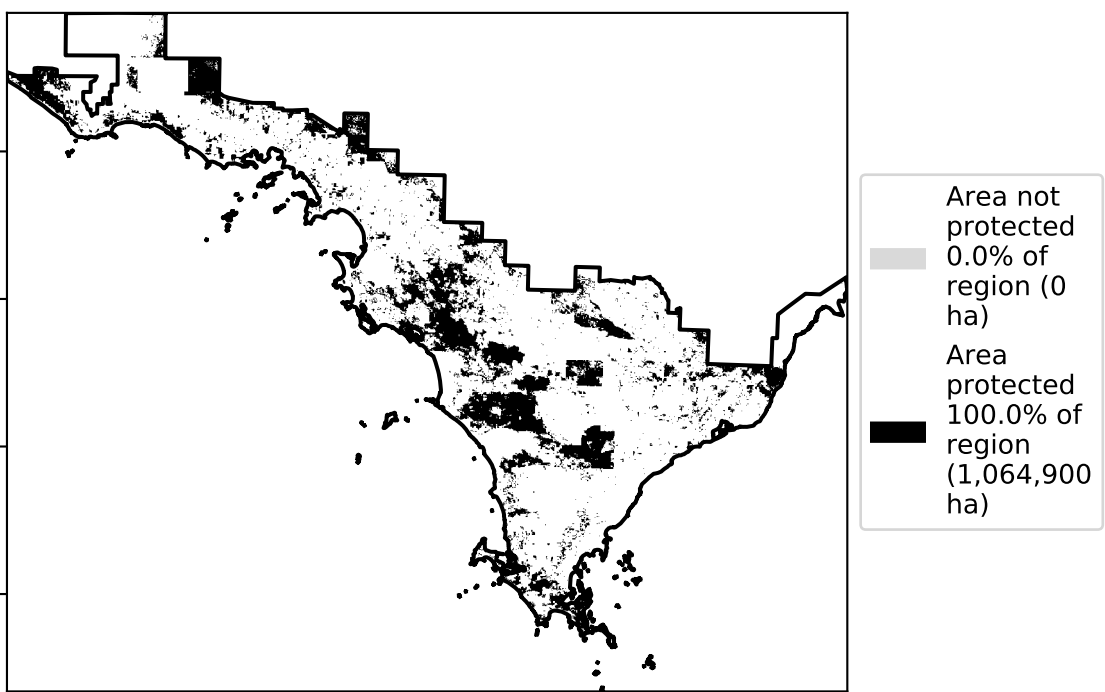 Area not
protected
0.0% of
region (0
ha)
Area
protected
100.0% of
region
(1,064,900
ha)